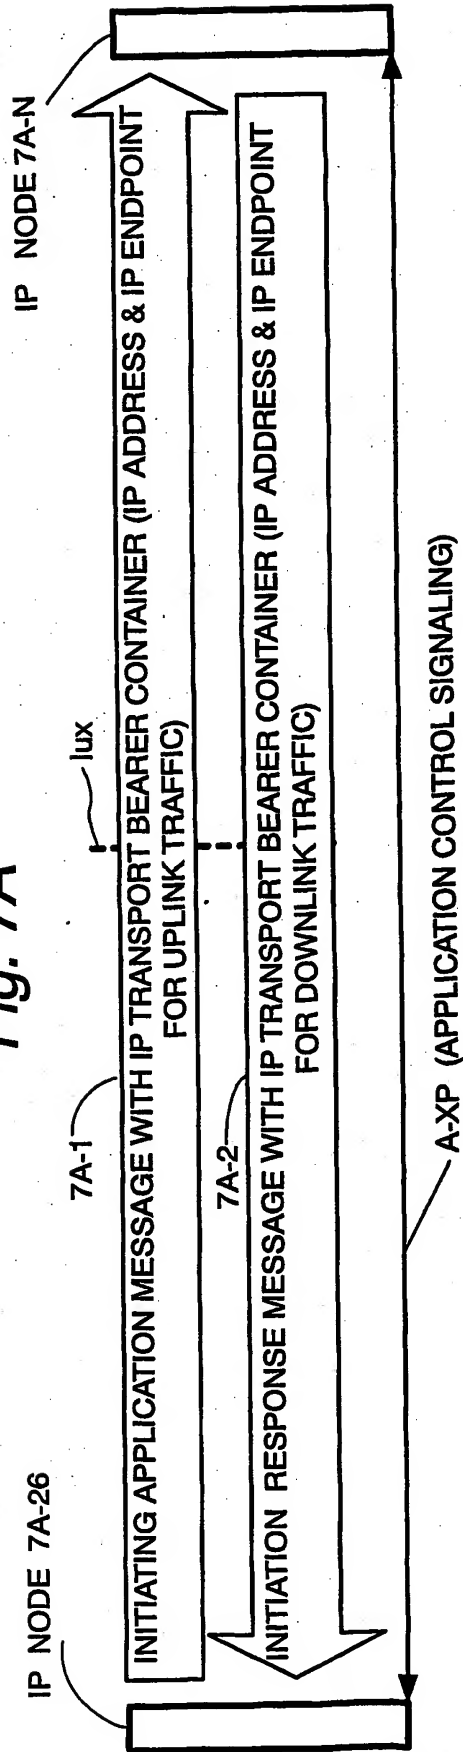 Fig. 7A
IP NODE 7A-26
IP NODE 7A-N
7A-1
Iux
INITIATING APPLICATION MESSAGE WITH IP TRANSPORT BEARER CONTAINER (IP ADDRESS & IP ENDPOINT
FOR UPLINK TRAFFIC)
7A-2
INITIATION RESPONSE MESSAGE WITH IP TRANSPORT BEARER CONTAINER (IP ADDRESS & IP ENDPOINT
FOR DOWNLINK TRAFFIC)
A-XP (APPLICATION CONTROL SIGNALING)